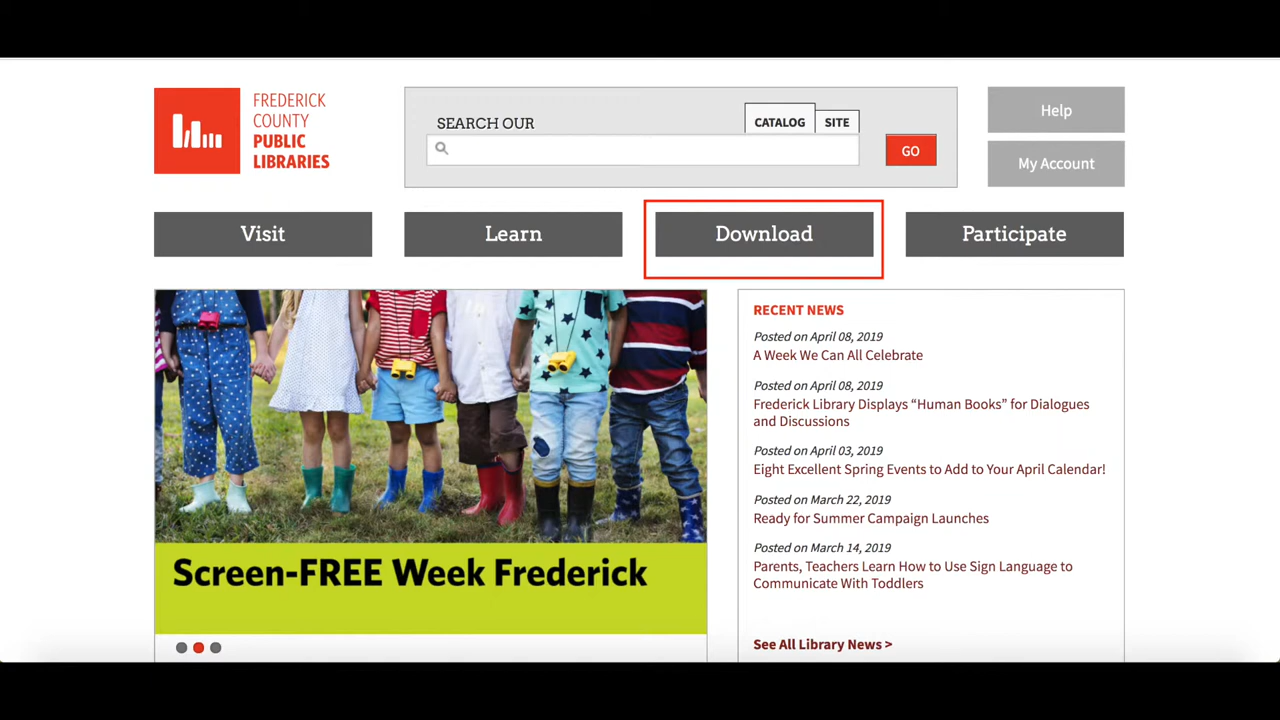 FREDERICK
COUNTY
PUBLIC
LIBRARIES
SEARCH OUR
CATALOG
SITE
GO
Help
My Account
Visit
Learn
Download
Participate
Screen-FREE Week Frederick
RECENT NEWS
Posted on April 08, 2019
A Week We Can All Celebrate
Posted on April 08, 2019
Frederick Library Displays “Human Books” for Dialogues
and Discussions
Posted on April 03, 2019
Eight Excellent Spring Events to Add to Your April Calendar!
Posted on March 22, 2019
Ready for Summer Campaign Launches
Posted on March 14, 2019
Parents, Teachers Learn How to Use Sign Language to
Communicate With Toddlers
See All Library News >